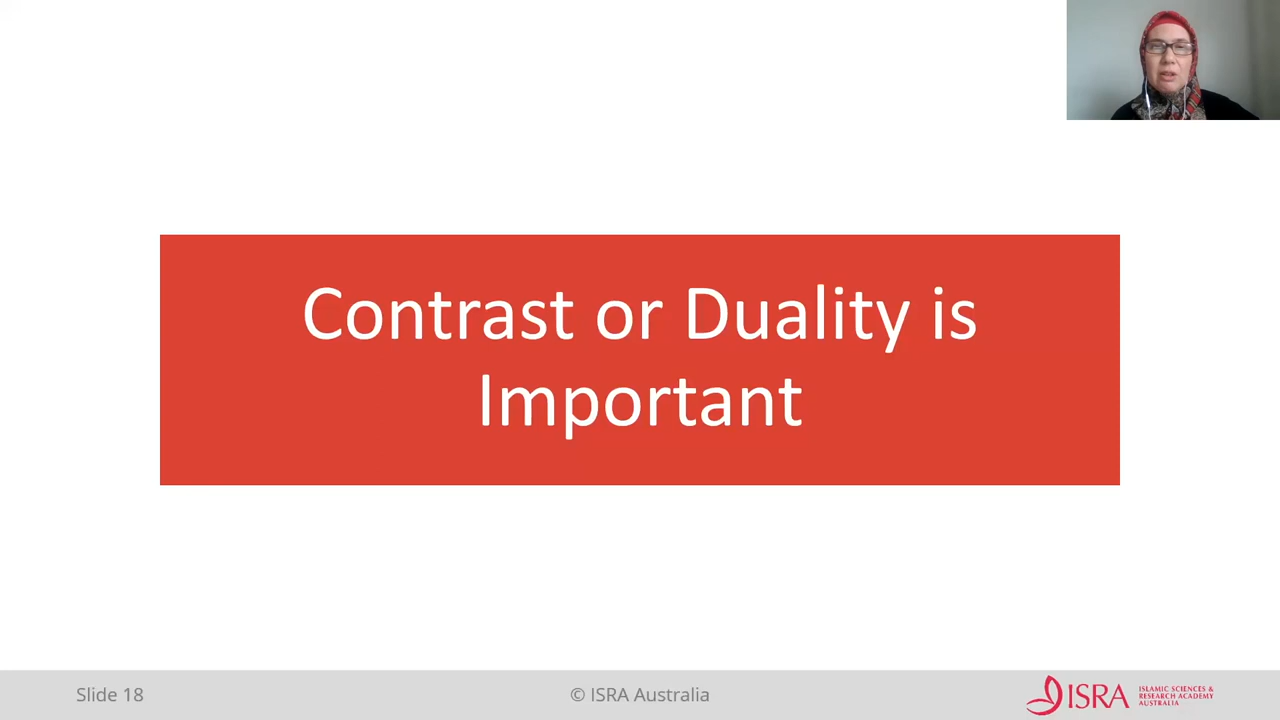 Contrast or Duality is
Important
Slide 18
© ISRA Australia
ISRA
ISLAMIC SCIENCES &
RESEARCH ACADEMY
AUSTRALIA